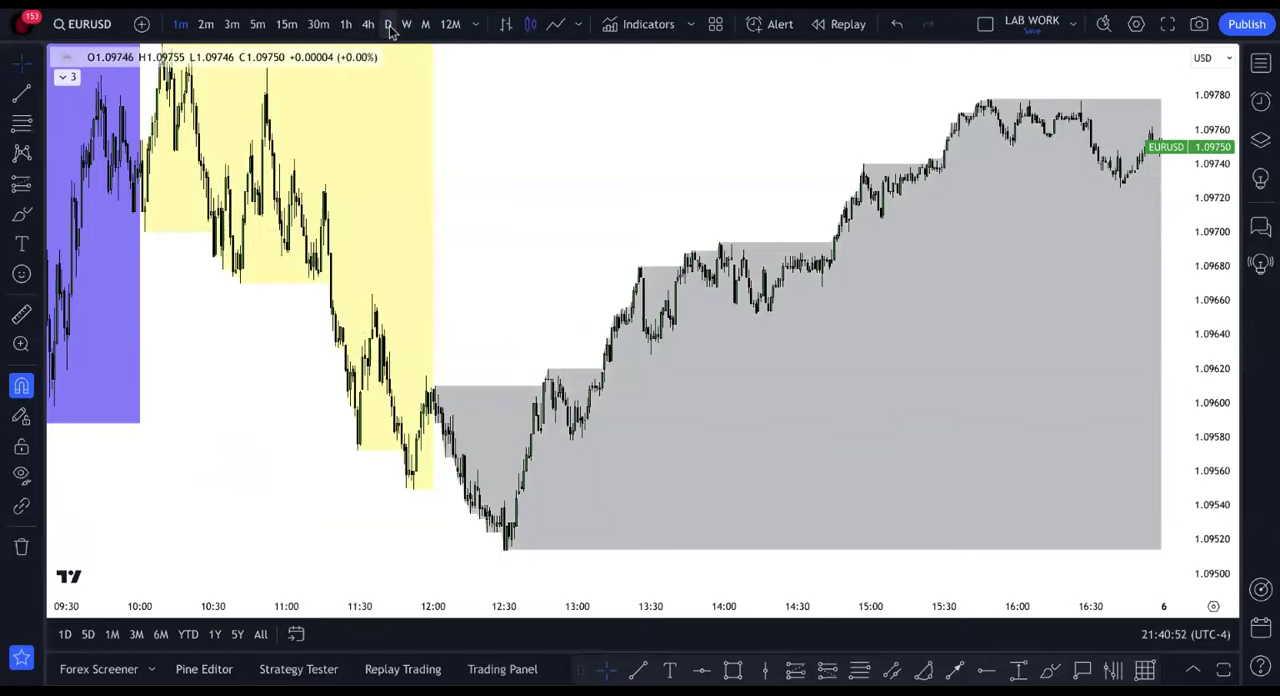 153
EURUSD
1m 2m 3m 5m 15m 30m 1h 4h D W M 12M
Indicators
Alert
Replay
LAB WORK
Save
Publish
O1.09746 H1.09755 L1.09746 C1.09750 +0.00004 (+0.00%)
3
USD
1.09780
1.09760
EURUSD 1.09750
1.09740
1.09720
1.09700
1.09680
1.09660
1.09640
1.09620
1.09600
1.09580
1.09560
1.09540
1.09520
1.09500
09:30 10:00 10:30 11:00 11:30 12:00 12:30 13:00 13:30 14:00 14:30 15:00 15:30 16:00 16:30 6
1D 5D 1M 3M 6M YTD 1Y 5Y All
21:40:52 (UTC-4)
Forex Screener Pine Editor Strategy Tester Replay Trading Trading Panel